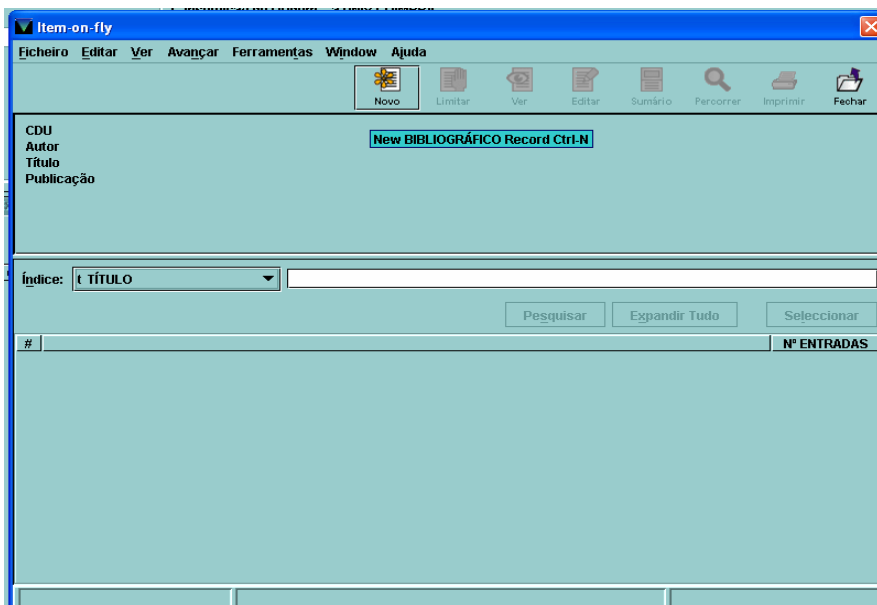 Item-on-fly
Ficheiro Editar Ver Avançar Ferramentas Window Ajuda
Novo Limitar Ver Editar Sumário Percorrer Imprimir Fechar
CDU
New BIBLIOGRÁFICO Record Ctrl-N
Autor
Título
Publicação
Índice: t TÍTULO
Pesquisar Expandir Tudo Seleccionar
# Nº ENTRADAS